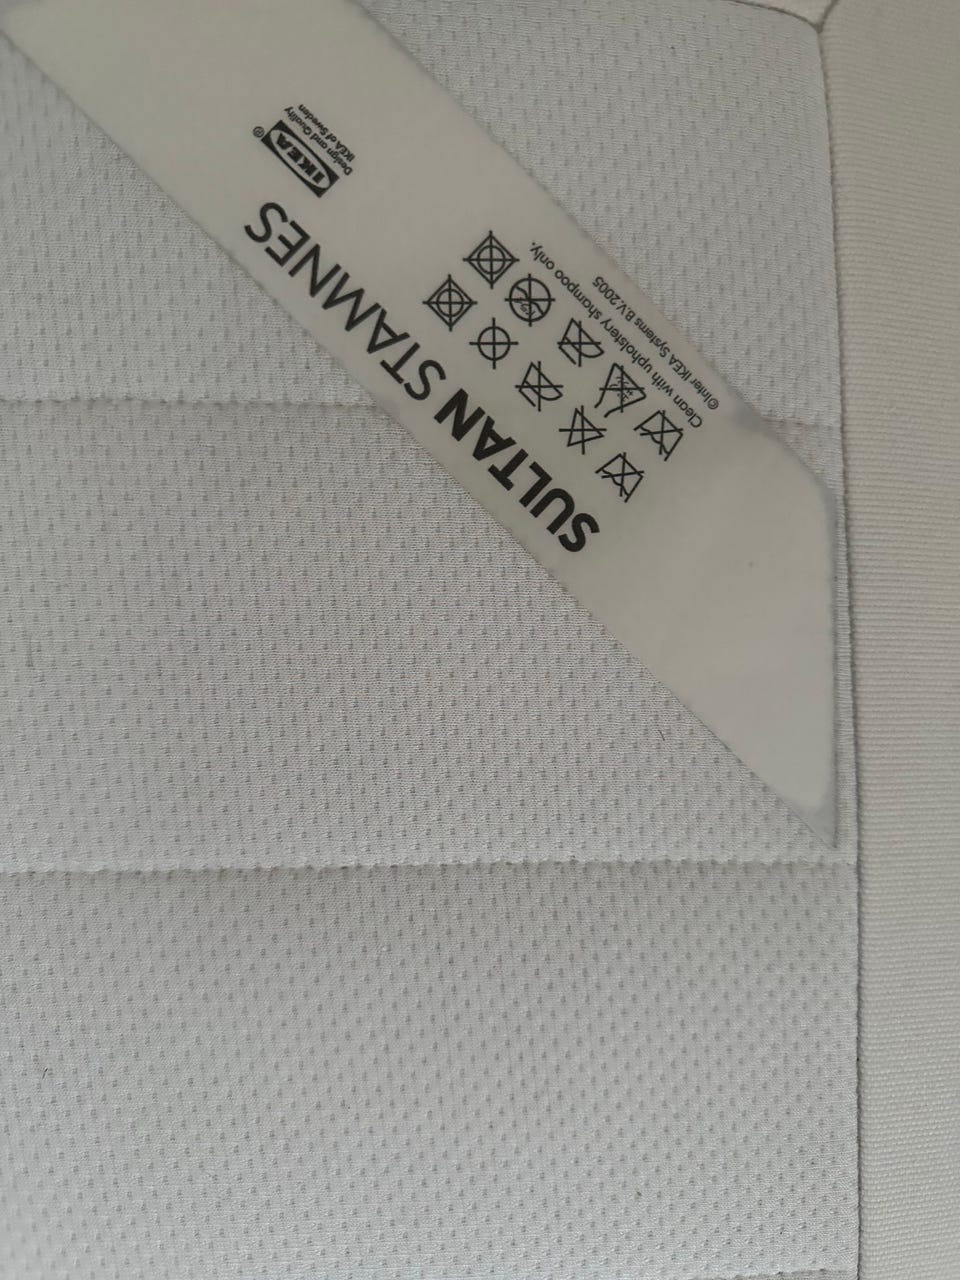 SULTAN STAMNES
IKEA®
Design and Quality
IKEA of Sweden
Clean with upholstery shampoo only.
©Inter IKEA Systems B.V. 2005